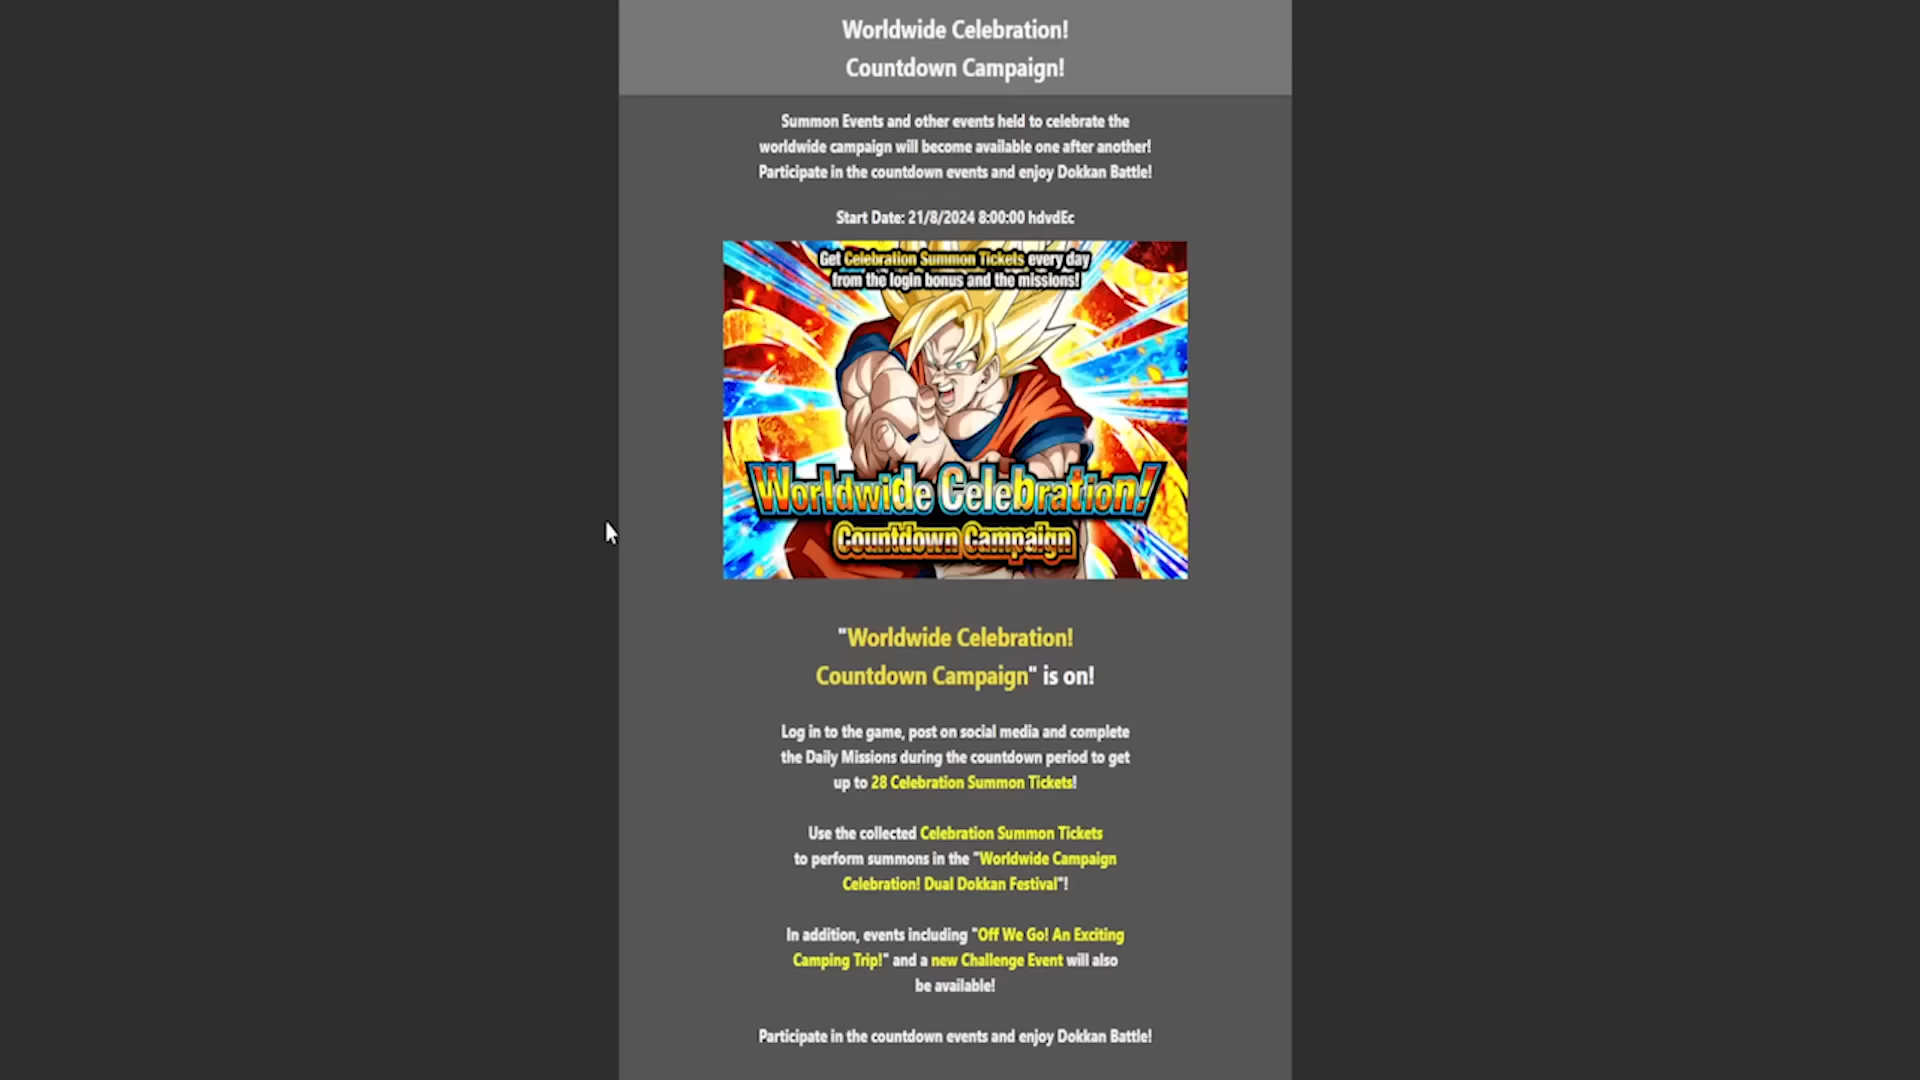 Worldwide Celebration!
Countdown Campaign!
Summon Events and other events held to celebrate the
worldwide campaign will become available one after another!
Participate in the countdown events and enjoy Dokkan Battle!
Start Date: 21/8/2024 8:00:00 hdvdEc
Get Celebration Summon Tickets every day
from the login bonus and the missions!
Worldwide Celebration!
Countdown Campaign
"Worldwide Celebration!
Countdown Campaign" is on!
Log in to the game, post on social media and complete
the Daily Missions during the countdown period to get
up to 28 Celebration Summon Tickets!
Use the collected Celebration Summon Tickets
to perform summons in the "Worldwide Campaign
Celebration! Dual Dokkan Festival"!
In addition, events including "Off We Go! An Exciting
Camping Trip!" and a new Challenge Event will also
be available!
Participate in the countdown events and enjoy Dokkan Battle!